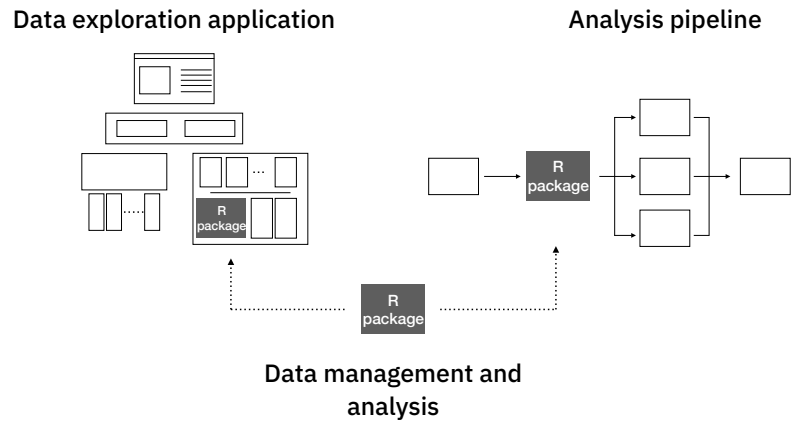 Data exploration application
Analysis pipeline
...
R
package
R
package
.....
R
package
Data management and
analysis